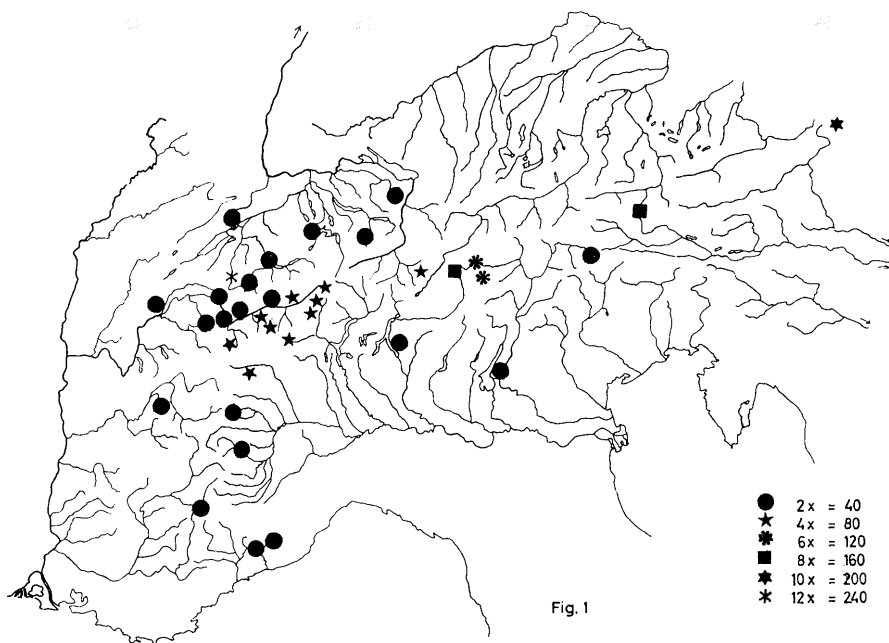 2x = 40
4x = 80
6x = 120
8x = 160
10x = 200
12x = 240
Fig. 1